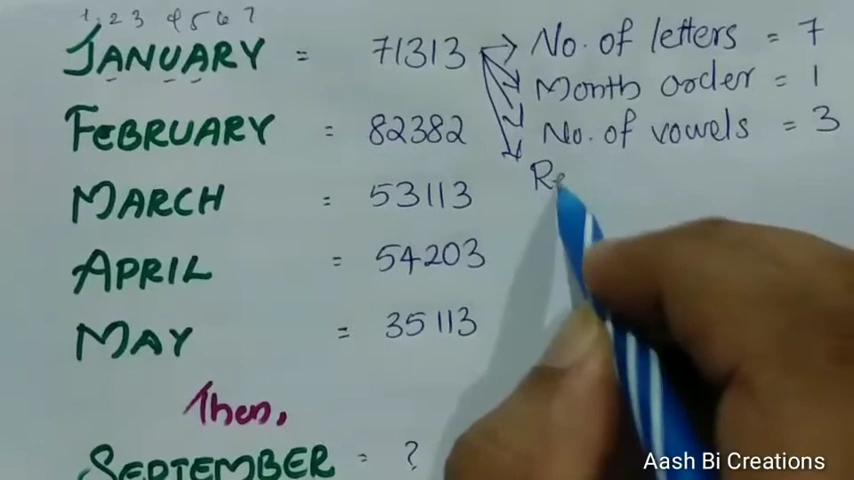 1 2 3 4 5 6 7
JANUARY = 71313 → No. of letters = 7
Month order = 1
FEBRUARY = 82382 No. of vowels = 3
MARCH = 53113 Re
APRIL = 54203
MAY = 35113
Then,
SEPTEMBER = ?
Aash Bi Creations